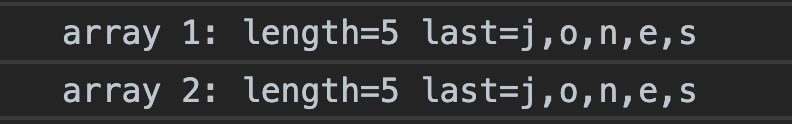 array 1: length=5 last=j,o,n,e,s
array 2: length=5 last=j,o,n,e,s